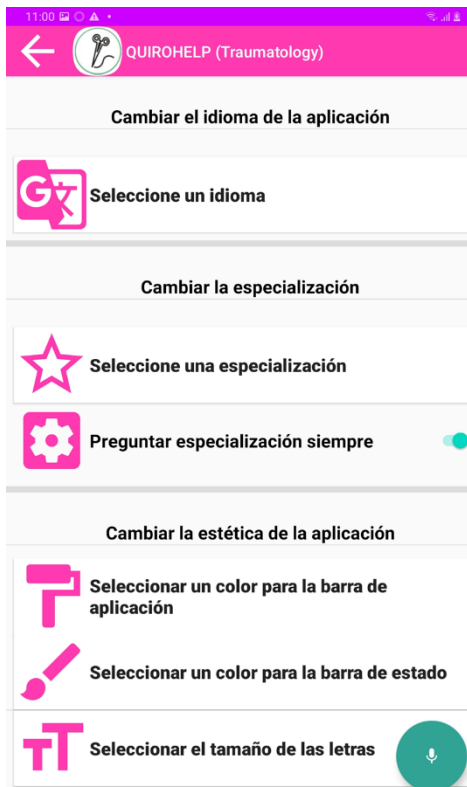 11:00
QUIROHELP (Traumatology)
Cambiar el idioma de la aplicación
G
Seleccione un idioma
Cambiar la especialización
Seleccione una especialización
Preguntar especialización siempre
Cambiar la estética de la aplicación
Seleccionar un color para la barra de
aplicación
Seleccionar un color para la barra de estado
TT
Seleccionar el tamaño de las letras